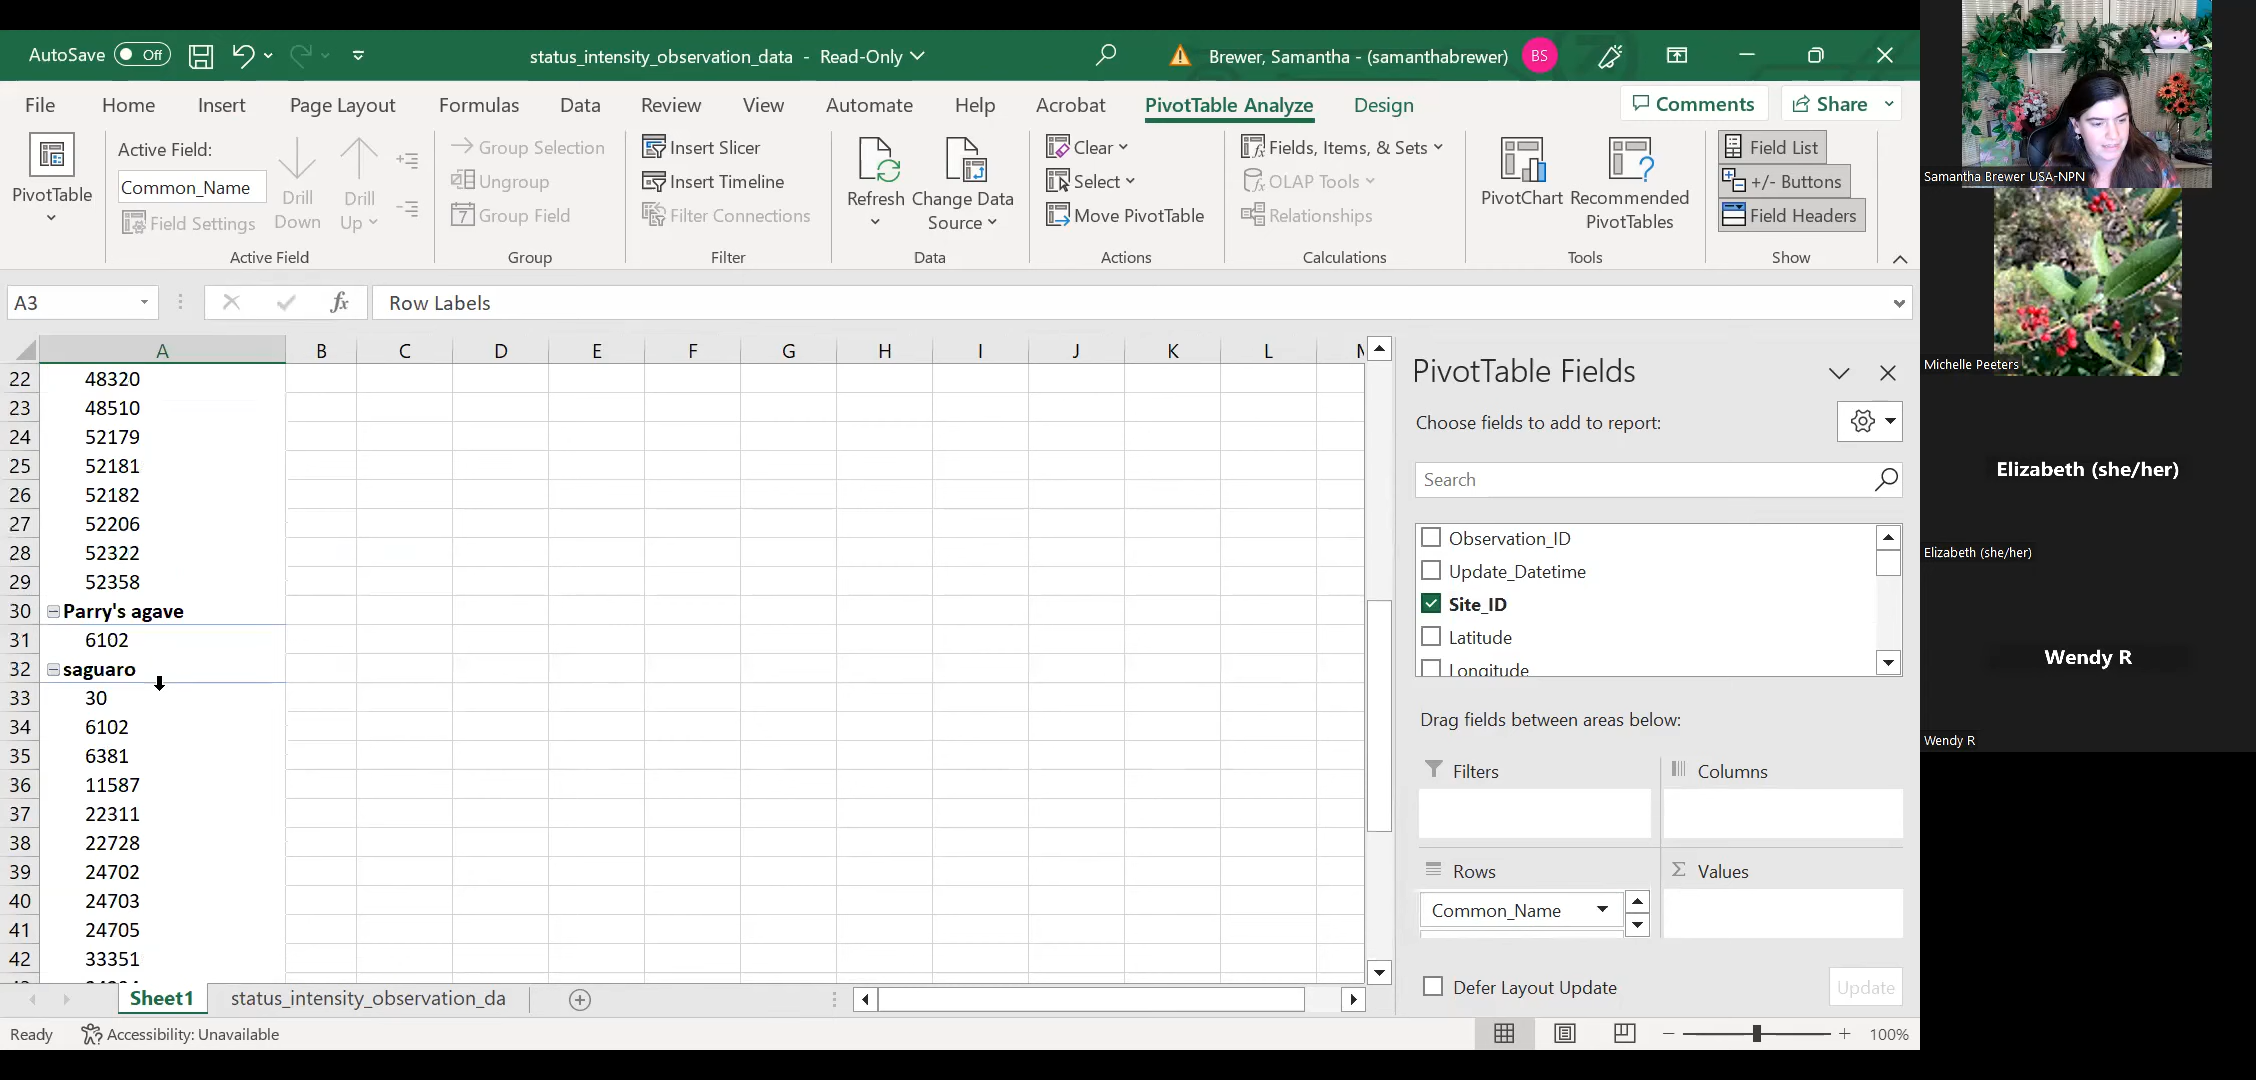 AutoSave Off status_intensity_observation_data - Read-Only Brewer, Samantha - (samanthabrewer) BS
File Home Insert Page Layout Formulas Data Review View Automate Help Acrobat PivotTable Analyze Design Comments Share
PivotTable
Active Field:
Common_Name
Field Settings
Drill Down
Drill Up
Active Field
Group Selection
Ungroup
7 Group Field
Group
Insert Slicer
Insert Timeline
Filter Connections
Filter
Refresh
Change Data Source
Data
Clear
Select
Move PivotTable
Actions
Fields, Items, & Sets
OLAP Tools
Relationships
Calculations
PivotChart
Recommended PivotTables
Tools
Field List
+/- Buttons
Field Headers
Show
A3 fx Row Labels
A B C D E F G H I J K L
22 48320
23 48510
24 52179
25 52181
26 52182
27 52206
28 52322
29 52358
30 Parry's agave
31 6102
32 saguaro
33 30
34 6102
35 6381
36 11587
37 22311
38 22728
39 24702
40 24703
41 24705
42 33351
PivotTable Fields
Choose fields to add to report:
Search
Observation_ID
Update_Datetime
Site_ID
Latitude
Longitude
Drag fields between areas below:
Filters
Columns
Rows
Common_Name
Σ Values
Defer Layout Update
Update
Sheet1 status_intensity_observation_da
Ready Accessibility: Unavailable 100%
Samantha Brewer USA-NPN
Michelle Peeters
Elizabeth (she/her)
Elizabeth (she/her)
Wendy R
Wendy R